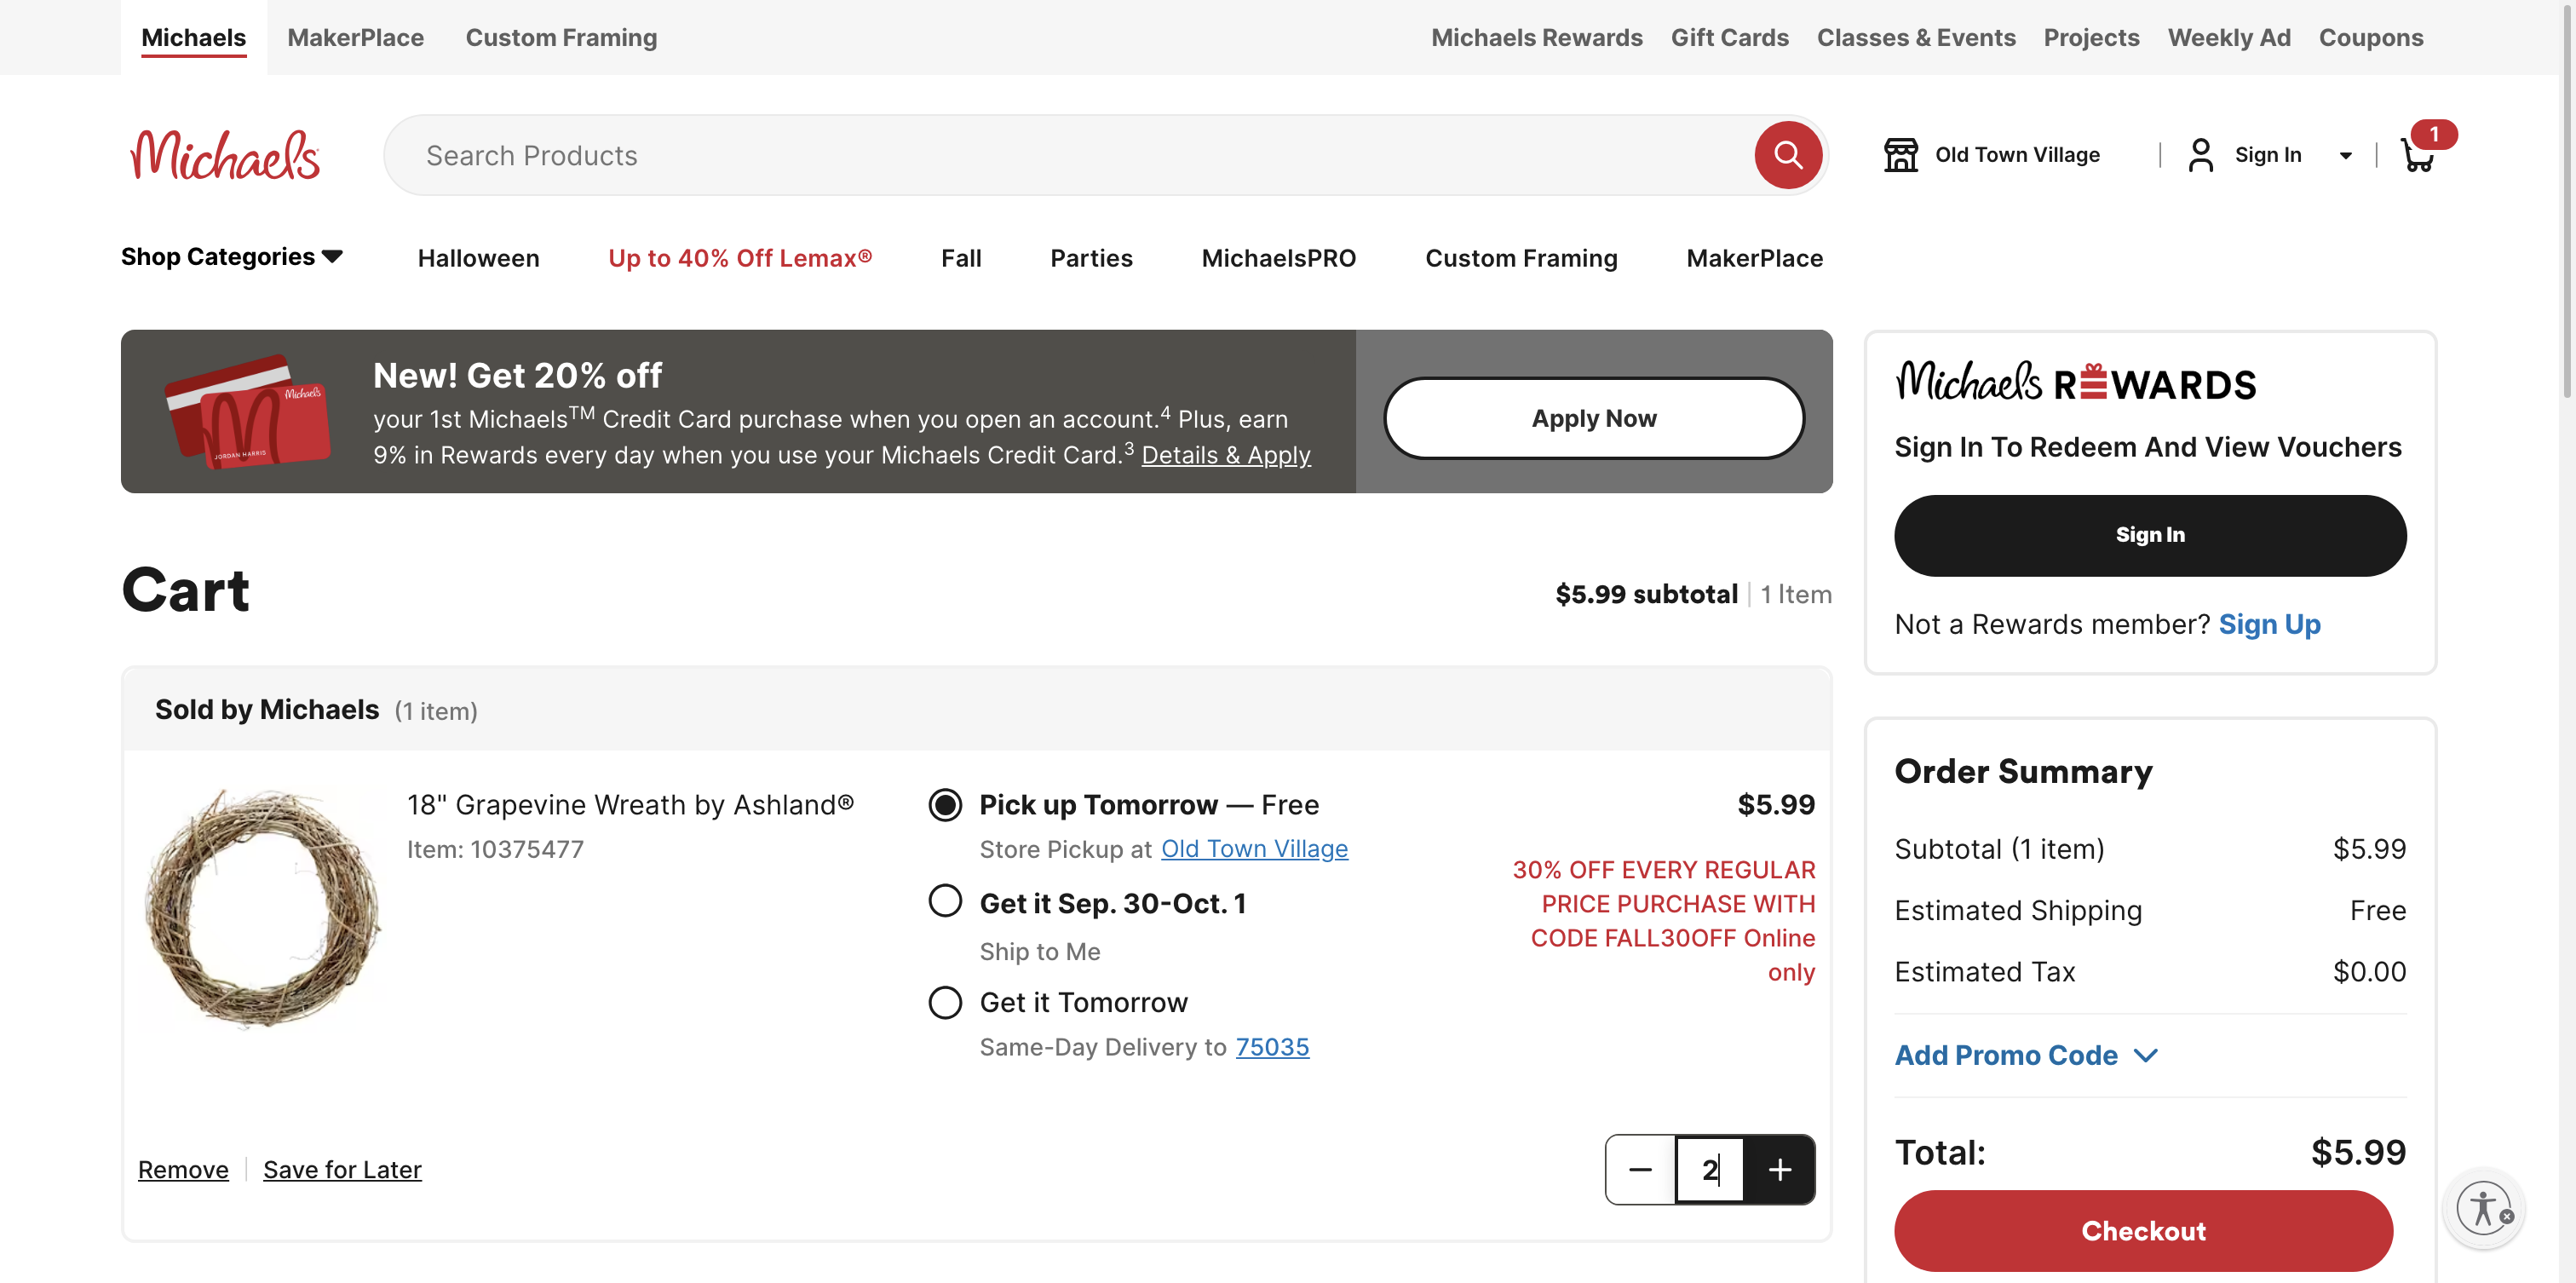 Michaels
MakerPlace
Custom Framing
Michaels Rewards
Gift Cards
Classes & Events
Projects
Weekly Ad
Coupons
Michaels
Search Products
Old Town Village
Sign In
1
Shop Categories
Halloween
Up to 40% Off Lemax®
Fall
Parties
MichaelsPRO
Custom Framing
MakerPlace
Michaels
JORDAN HARRIS
New! Get 20% off
your 1st Michaels™ Credit Card purchase when you open an account.⁴ Plus, earn
9% in Rewards every day when you use your Michaels Credit Card.³ Details & Apply
Apply Now
Michaels REWARDS
Sign In To Redeem And View Vouchers
Sign In
Not a Rewards member? Sign Up
Cart
$5.99 subtotal | 1 Item
Sold by Michaels (1 item)
18" Grapevine Wreath by Ashland®
Item: 10375477
Pick up Tomorrow — Free
Store Pickup at Old Town Village
Get it Sep. 30-Oct. 1
Ship to Me
Get it Tomorrow
Same-Day Delivery to 75035
$5.99
30% OFF EVERY REGULAR
PRICE PURCHASE WITH
CODE FALL30OFF Online
only
Remove
Save for Later
− 2 +
Order Summary
Subtotal (1 item) $5.99
Estimated Shipping Free
Estimated Tax $0.00
Add Promo Code
Total: $5.99
Checkout